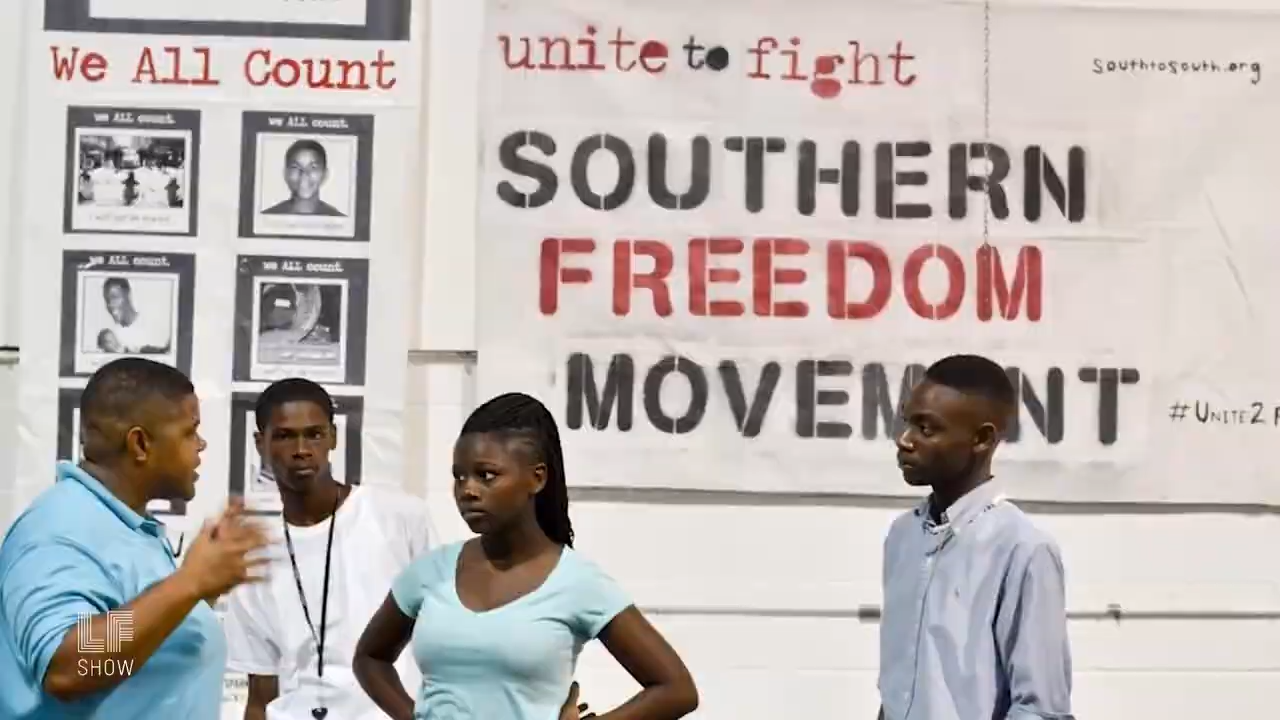 We All Count
we ALL count.
we ALL count.
we ALL count.
we ALL count.
unite to fight
southtosouth.org
SOUTHERN
FREEDOM
MOVEMENT
#UNITE2
LF
SHOW